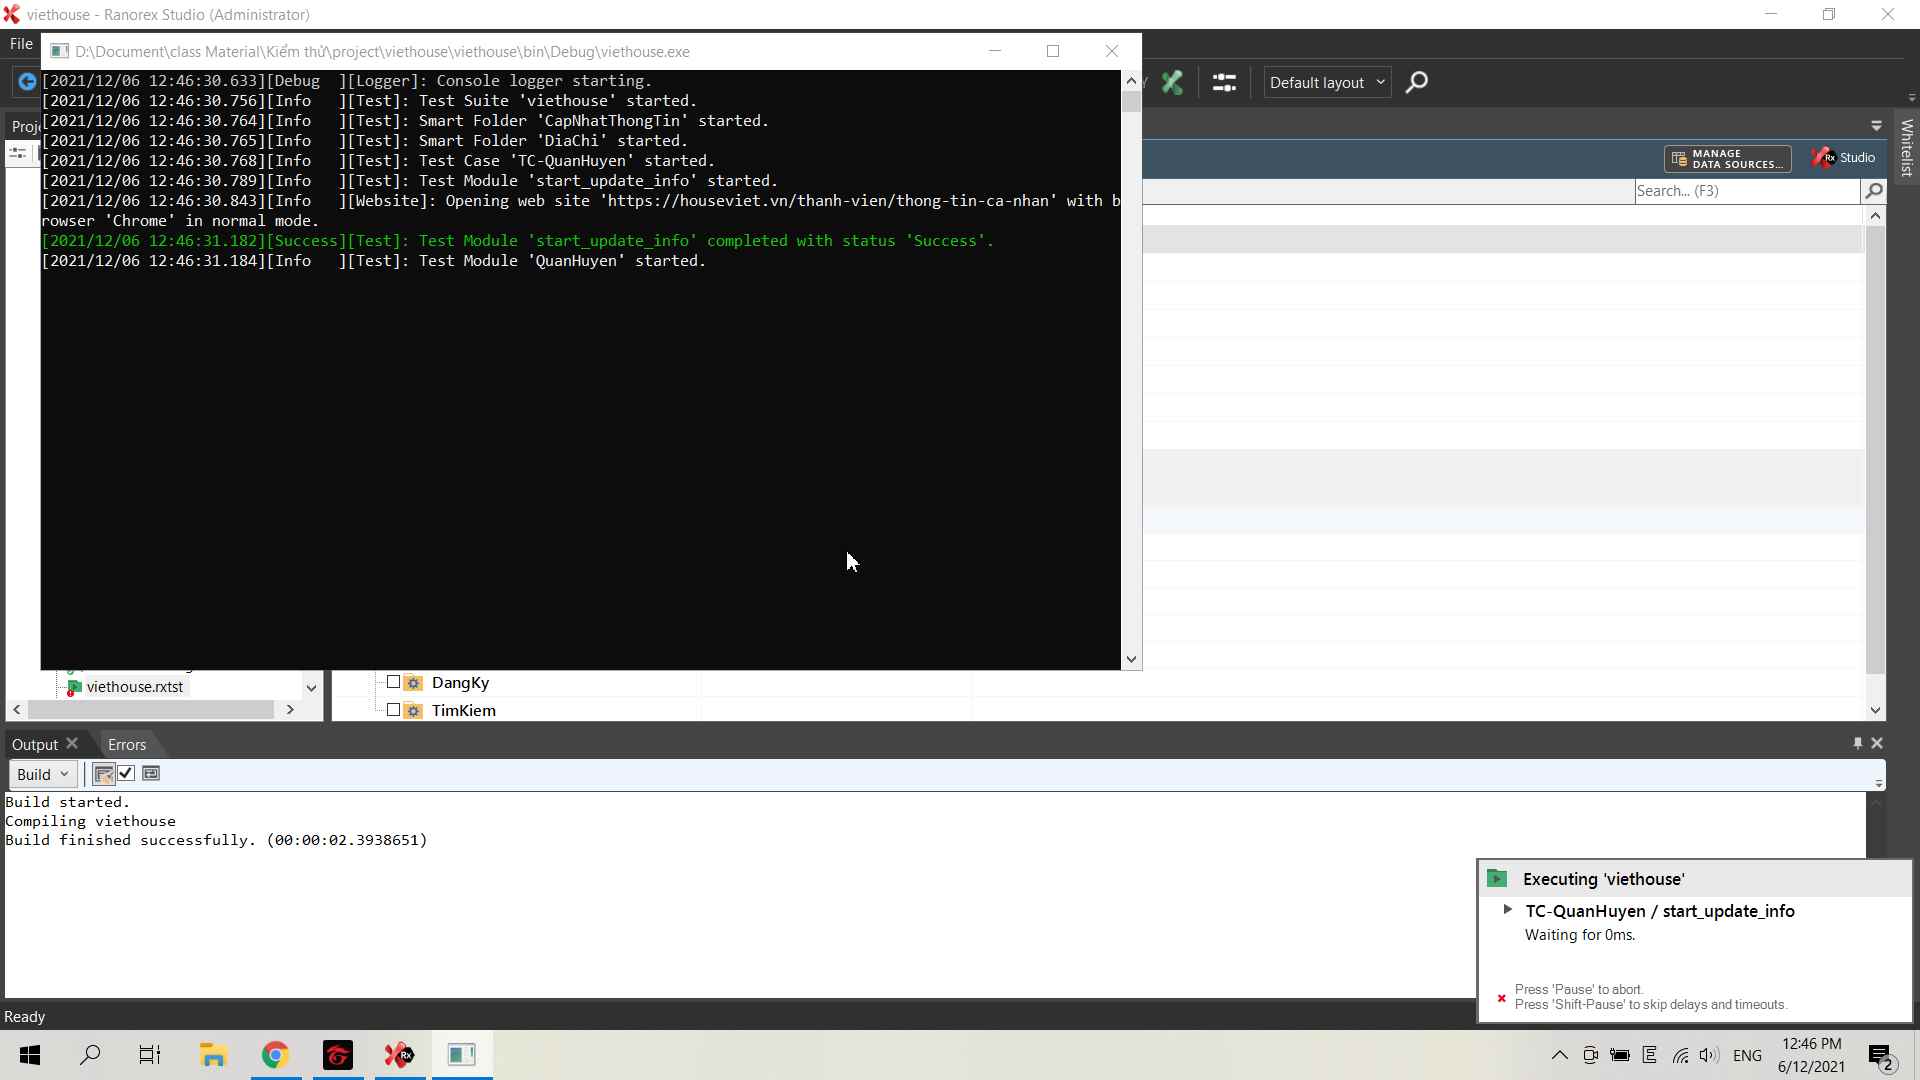 viethouse - Ranorex Studio (Administrator)
File
D:\Document\class Material\Kiểm thử\project\viethouse\viethouse\bin\Debug\viethouse.exe
[2021/12/06 12:46:30.633][Debug  ][Logger]: Console logger starting.
[2021/12/06 12:46:30.756][Info   ][Test]: Test Suite 'viethouse' started.
[2021/12/06 12:46:30.764][Info   ][Test]: Smart Folder 'CapNhatThongTin' started.
[2021/12/06 12:46:30.765][Info   ][Test]: Smart Folder 'DiaChi' started.
[2021/12/06 12:46:30.768][Info   ][Test]: Test Case 'TC-QuanHuyen' started.
[2021/12/06 12:46:30.789][Info   ][Test]: Test Module 'start_update_info' started.
[2021/12/06 12:46:30.843][Info   ][Website]: Opening web site 'https://houseviet.vn/thanh-vien/thong-tin-ca-nhan' with b
rowser 'Chrome' in normal mode.
[2021/12/06 12:46:31.182][Success][Test]: Test Module 'start_update_info' completed with status 'Success'.
[2021/12/06 12:46:31.184][Info   ][Test]: Test Module 'QuanHuyen' started.
Default layout
Proje
Whitelist
MANAGE
DATA SOURCES...
Rx Studio
Search... (F3)
viethouse.rxtst
DangKy
TimKiem
Output
Errors
Build
Build started.
Compiling viethouse
Build finished successfully. (00:00:02.3938651)
Executing 'viethouse'
TC-QuanHuyen / start_update_info
Waiting for 0ms.
Press 'Pause' to abort.
Press 'Shift-Pause' to skip delays and timeouts.
Ready
Rx
ENG
12:46 PM
6/12/2021
2